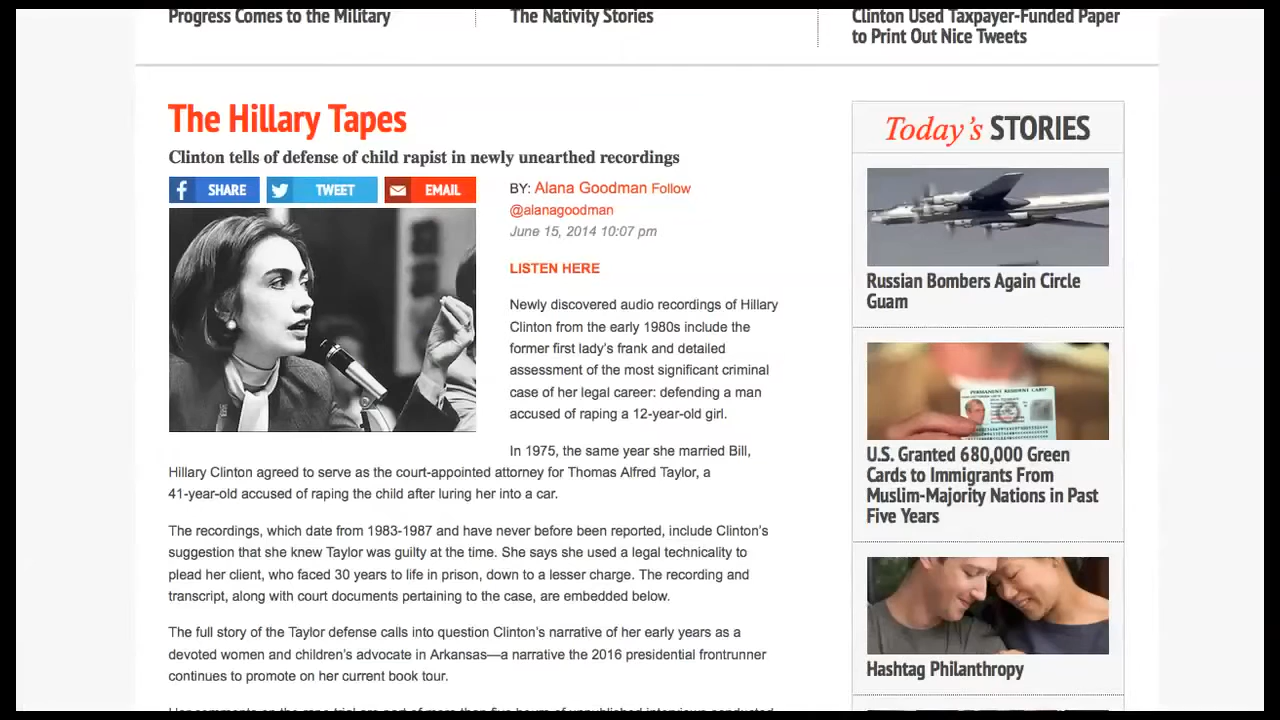 Progress Comes to the Military
The Nativity Stories
Clinton Used Taxpayer-Funded Paper
to Print Out Nice Tweets
The Hillary Tapes
Clinton tells of defense of child rapist in newly unearthed recordings
SHARE
TWEET
EMAIL
BY: Alana Goodman Follow
@alanagoodman
June 15, 2014 10:07 pm
LISTEN HERE
Newly discovered audio recordings of Hillary
Clinton from the early 1980s include the
former first lady's frank and detailed
assessment of the most significant criminal
case of her legal career: defending a man
accused of raping a 12-year-old girl.
In 1975, the same year she married Bill,
Hillary Clinton agreed to serve as the court-appointed attorney for Thomas Alfred Taylor, a
41-year-old accused of raping the child after luring her into a car.
The recordings, which date from 1983-1987 and have never before been reported, include Clinton's
suggestion that she knew Taylor was guilty at the time. She says she used a legal technicality to
plead her client, who faced 30 years to life in prison, down to a lesser charge. The recording and
transcript, along with court documents pertaining to the case, are embedded below.
The full story of the Taylor defense calls into question Clinton's narrative of her early years as a
devoted women and children's advocate in Arkansas—a narrative the 2016 presidential frontrunner
continues to promote on her current book tour.
Today's STORIES
Russian Bombers Again Circle
Guam
PERMANENT RESIDENT CARD
U.S. Granted 680,000 Green
Cards to Immigrants From
Muslim-Majority Nations in Past
Five Years
Hashtag Philanthropy